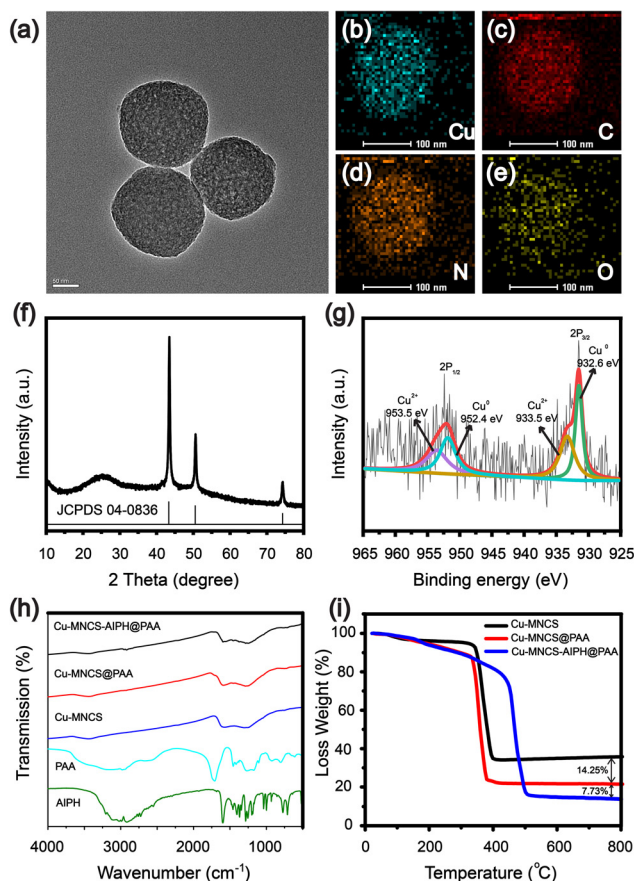 (a)
50 nm
(b)
100 nm
Cu
(c)
100 nm
C
(d)
100 nm
N
(e)
100 nm
O
(f)
Intensity (a.u.)
JCPDS 04-0836
10 20 30 40 50 60 70 80
2 Theta (degree)
(g)
Intensity (a.u.)
2P3/2
Cu0
932.6 eV
2P1/2
Cu2+
953.5 eV
Cu0
952.4 eV
Cu2+
933.5 eV
965 960 955 950 945 940 935 930 925
Binding energy (eV)
(h)
Transmission (%)
Cu-MNCS-AIPH@PAA
Cu-MNCS@PAA
Cu-MNCS
PAA
AIPH
4000 3000 2000 1000 500
Wavenumber (cm-1)
(i)
Loss Weight (%)
100
80
60
40
20
0
Cu-MNCS
Cu-MNCS@PAA
Cu-MNCS-AIPH@PAA
14.25%
7.73%
0 200 400 600 800
Temperature (°C)